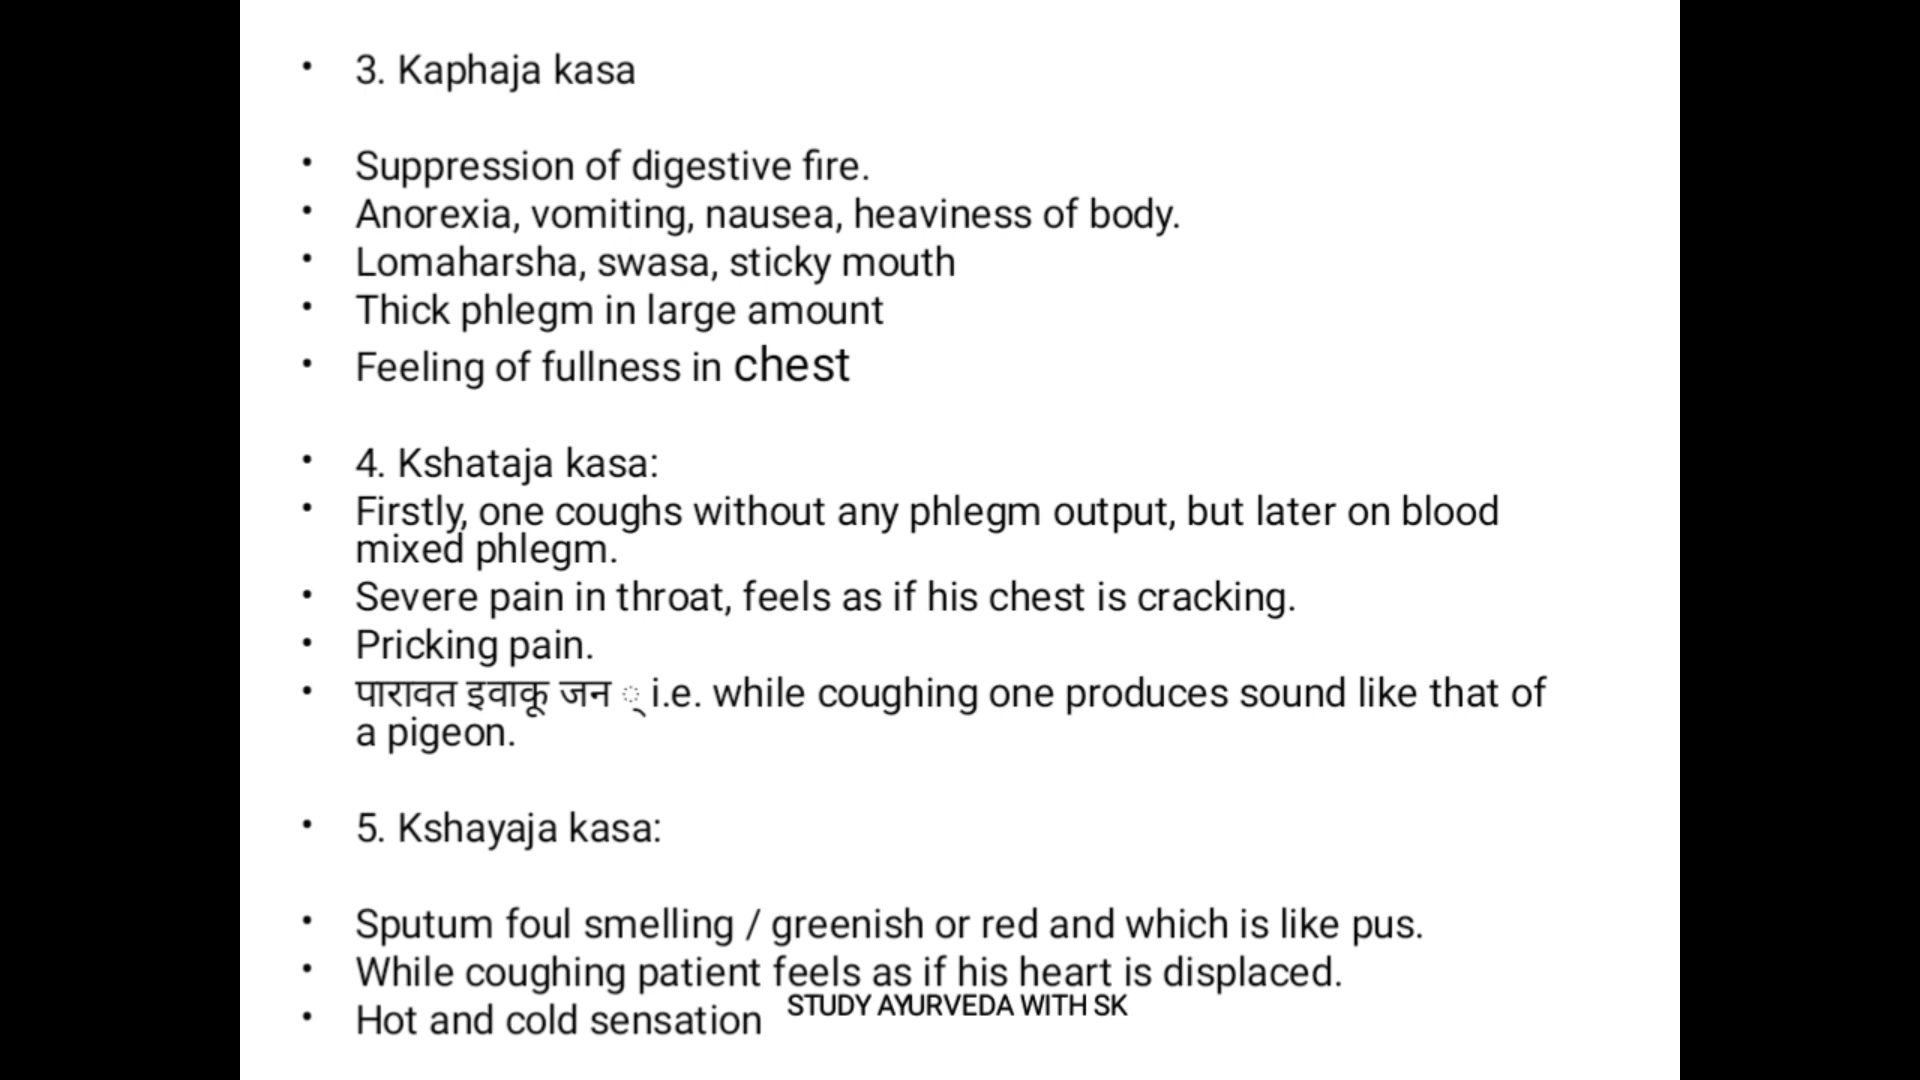 • 3. Kaphaja kasa
• Suppression of digestive fire.
• Anorexia, vomiting, nausea, heaviness of body.
• Lomaharsha, swasa, sticky mouth
• Thick phlegm in large amount
• Feeling of fullness in chest
• 4. Kshataja kasa:
• Firstly, one coughs without any phlegm output, but later on blood
mixed phlegm.
• Severe pain in throat, feels as if his chest is cracking.
• Pricking pain.
• पारावत इवाकू जन ् i.e. while coughing one produces sound like that of
a pigeon.
• 5. Kshayaja kasa:
• Sputum foul smelling / greenish or red and which is like pus.
• While coughing patient feels as if his heart is displaced.
• Hot and cold sensation
STUDY AYURVEDA WITH SK